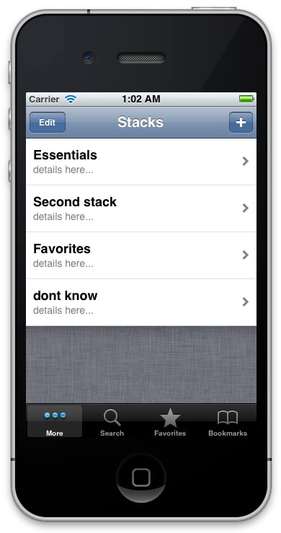 Carrier 1:02 AM
Edit Stacks +
Essentials
details here...
Second stack
details here...
Favorites
details here...
dont know
details here...
More Search Favorites Bookmarks